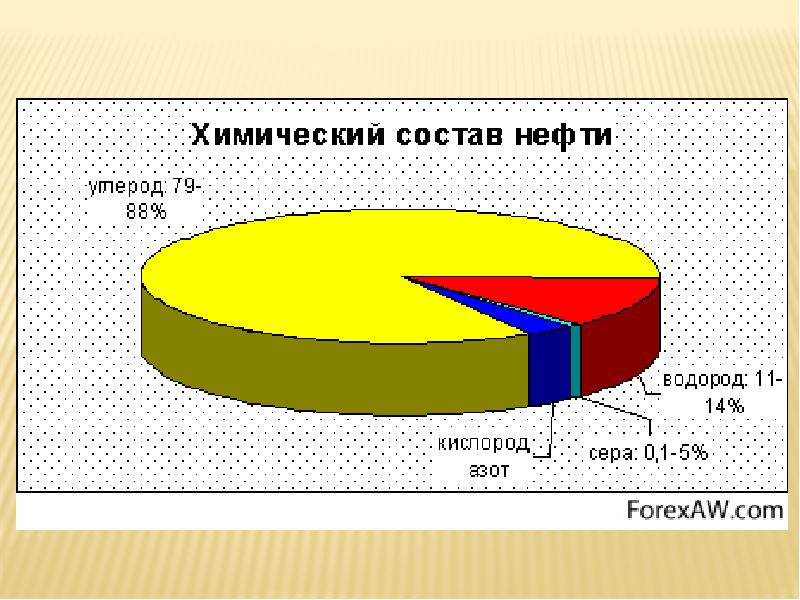 Химический состав нефти
углерод: 79-
88%
водород: 11-
14%
кислород
азот
сера: 0,1-5%
ForexAW.com